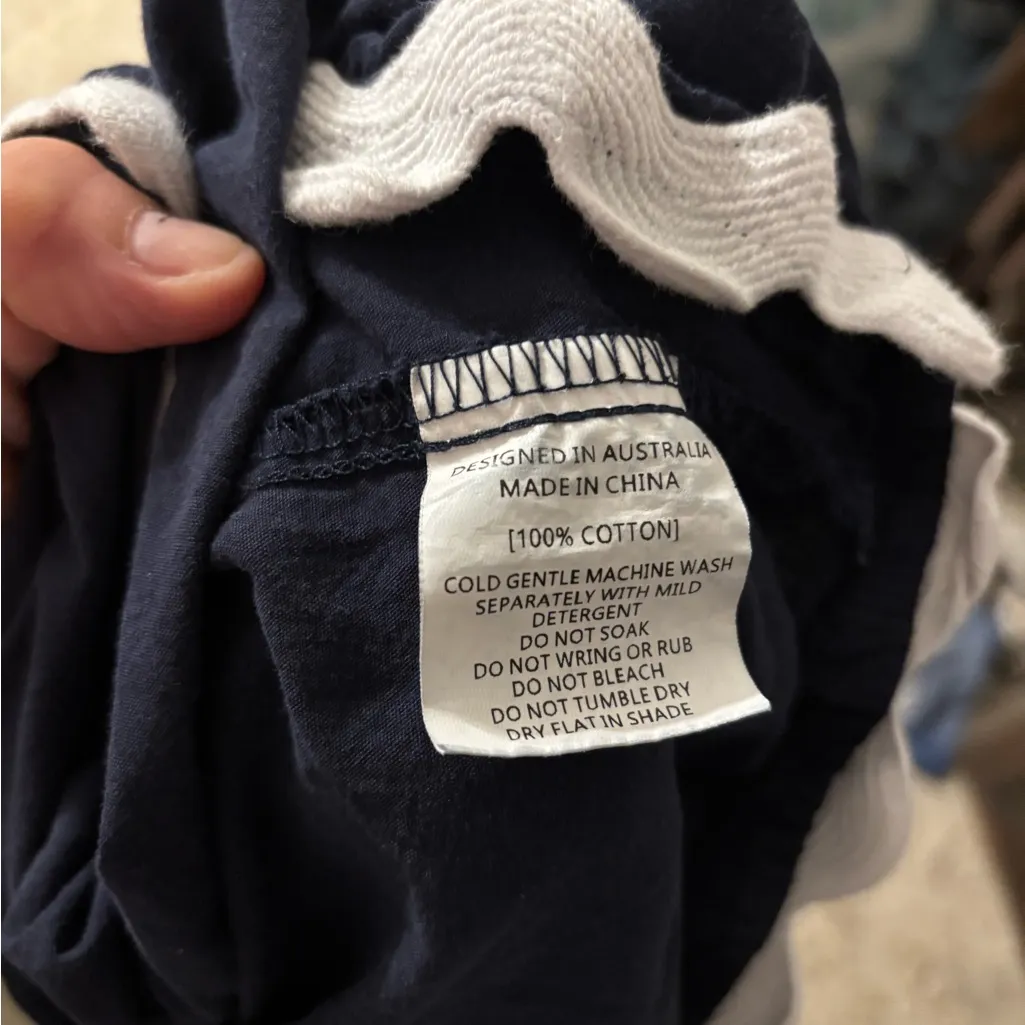 DESIGNED IN AUSTRALIA
MADE IN CHINA
[100% COTTON]
COLD GENTLE MACHINE WASH
SEPARATELY WITH MILD
DETERGENT
DO NOT SOAK
DO NOT WRING OR RUB
DO NOT BLEACH
DO NOT TUMBLE DRY
DRY FLAT IN SHADE